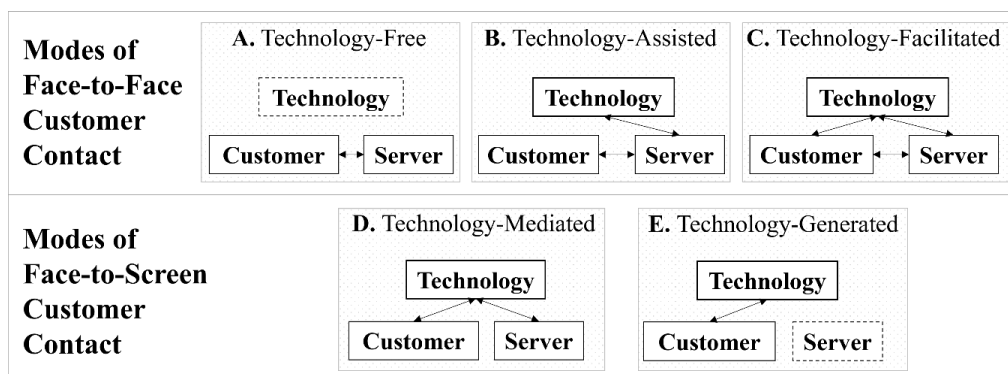 Modes of
Face-to-Face
Customer
Contact
A. Technology-Free
Technology
Customer
Server
B. Technology-Assisted
Technology
Customer
Server
C. Technology-Facilitated
Technology
Customer
Server
Modes of
Face-to-Screen
Customer
Contact
D. Technology-Mediated
Technology
Customer
Server
E. Technology-Generated
Technology
Customer
Server